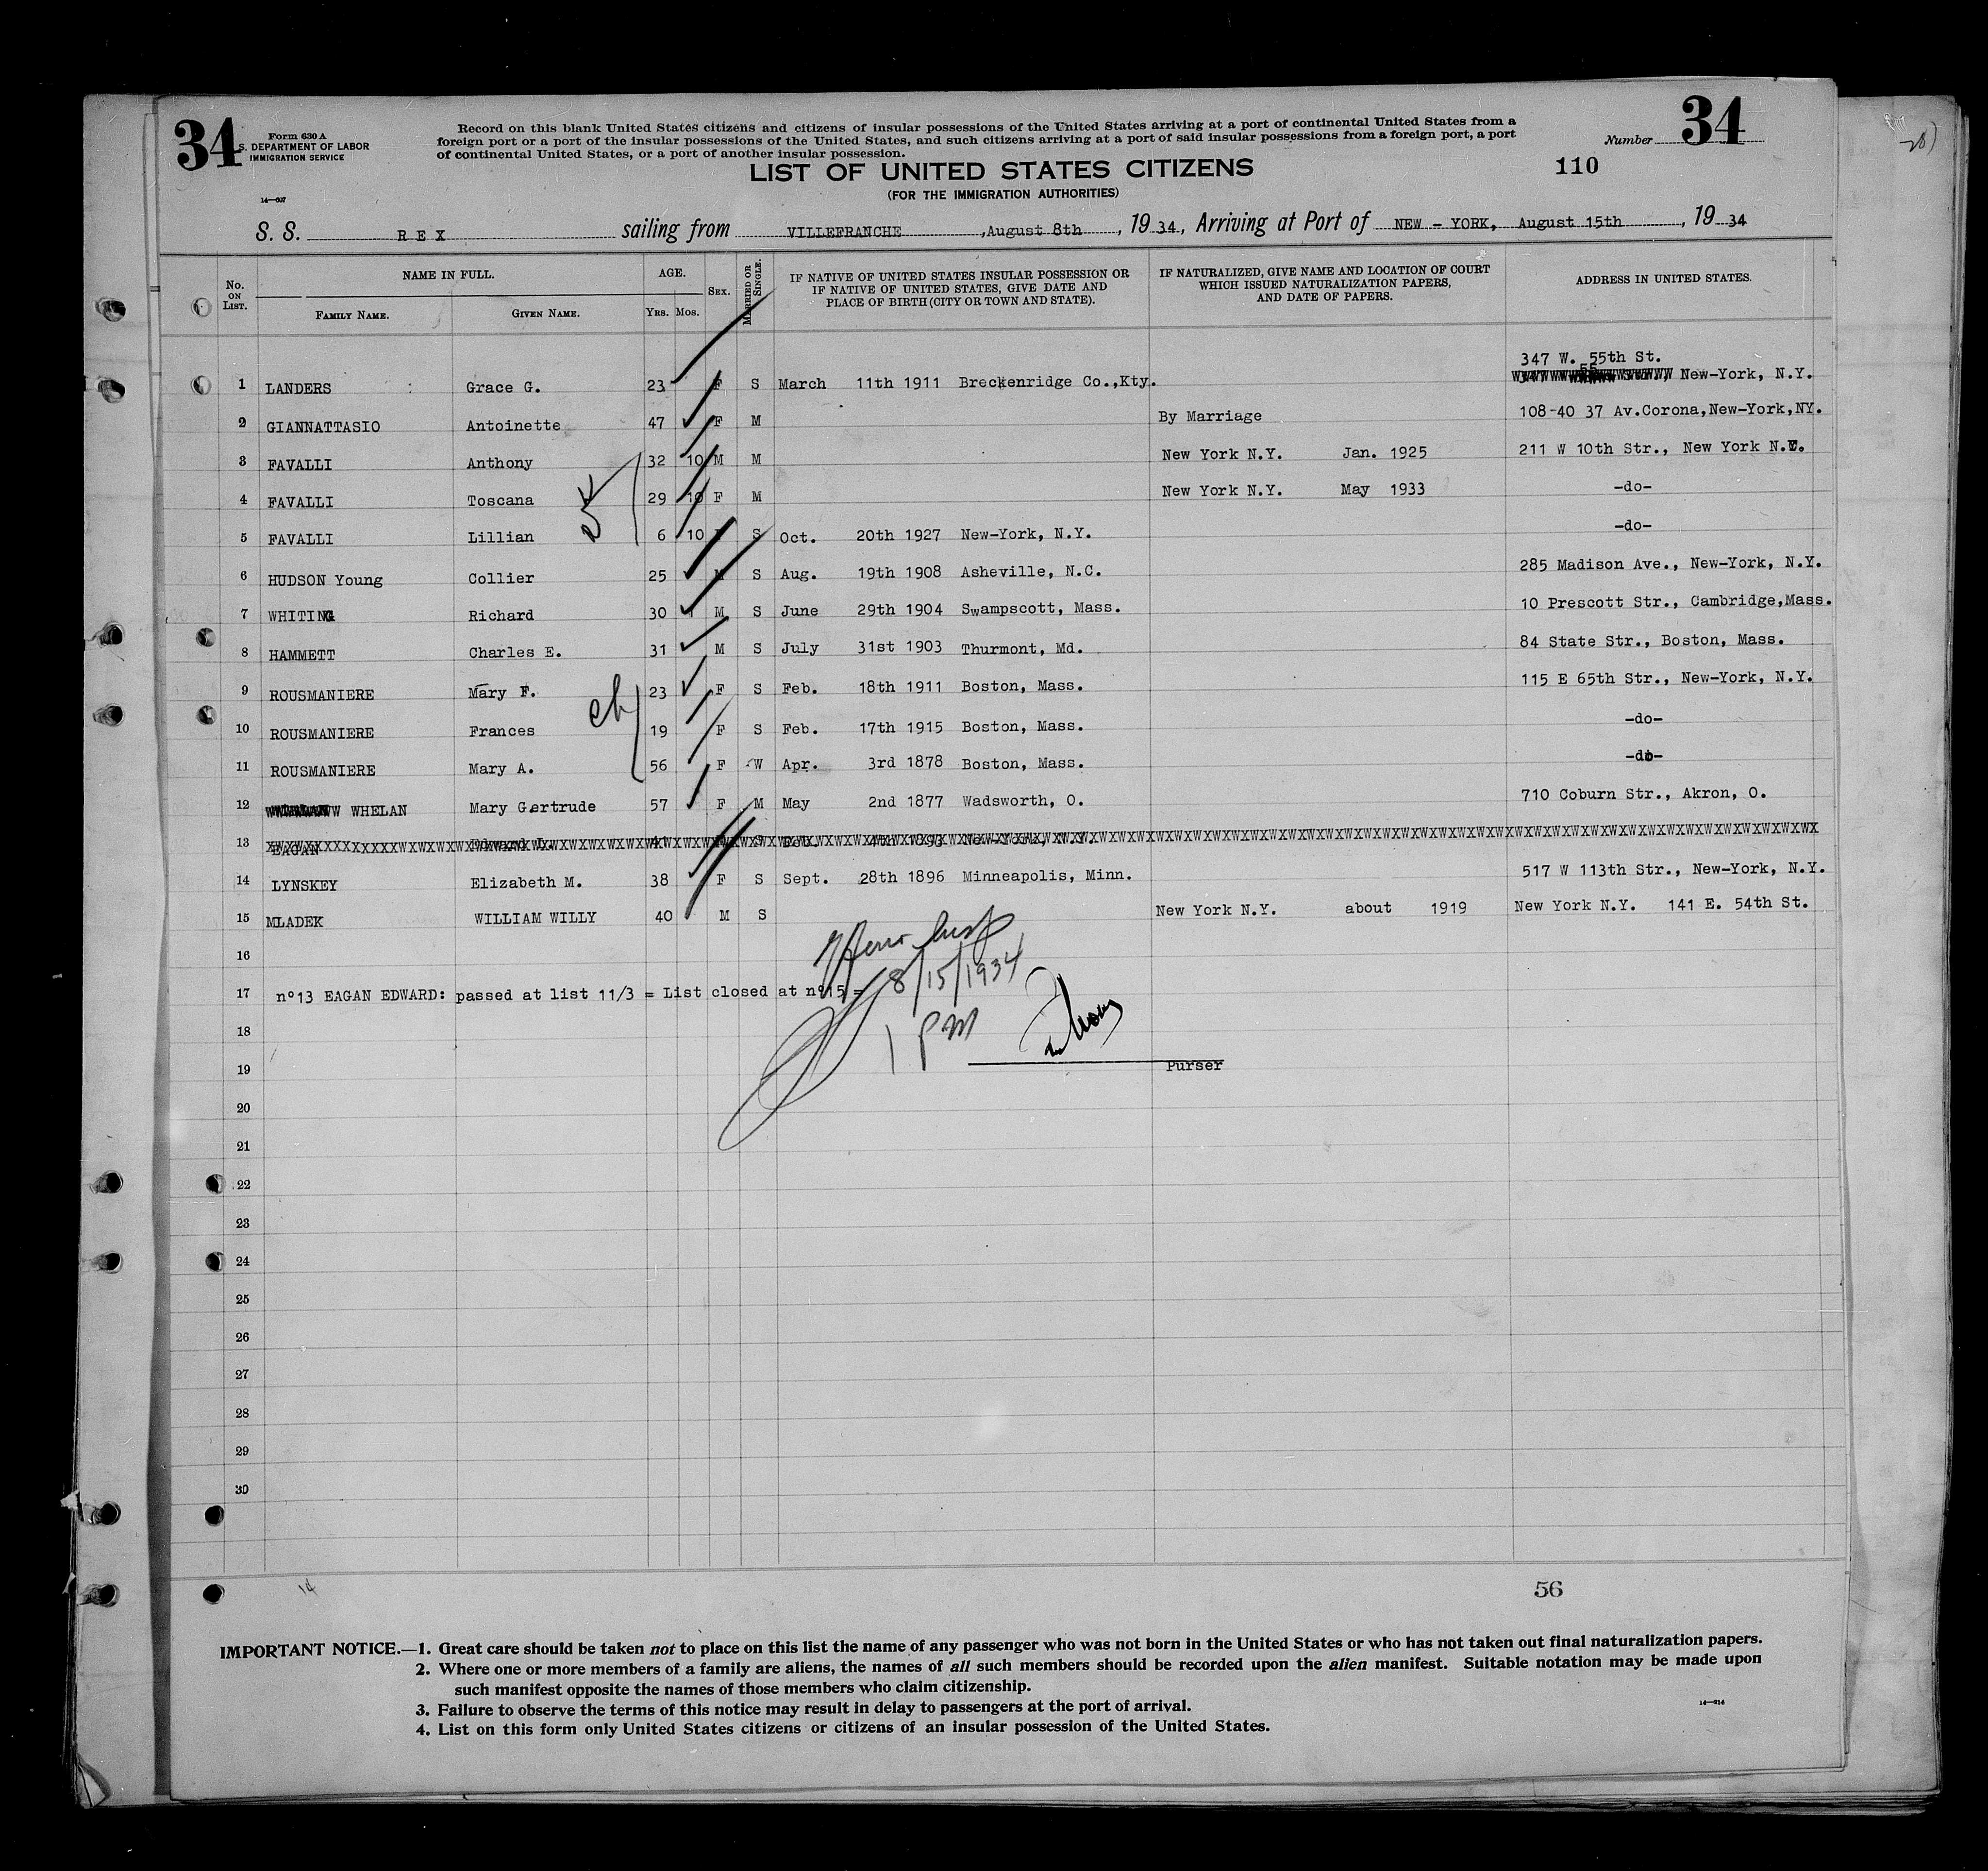 34
Form 630 A
S. DEPARTMENT OF LABOR
IMMIGRATION SERVICE
14—607
Record on this blank United States citizens and citizens of insular possessions of the United States arriving at a port of continental United States from a
foreign port or a port of the insular possessions of the United States, and such citizens arriving at a port of said insular possessions from a foreign port, a port
of continental United States, or a port of another insular possession.
Number 34
110
LIST OF UNITED STATES CITIZENS
(FOR THE IMMIGRATION AUTHORITIES)
S. S. REX sailing from VILLEFRANCHE ,August 8th , 19 34, Arriving at Port of NEW - YORK, August 15th , 19 34
No. ON LIST.
NAME IN FULL.
FAMILY NAME. GIVEN NAME.
AGE.
YRS. MOS.
SEX.
MARRIED OR SINGLE.
IF NATIVE OF UNITED STATES INSULAR POSSESSION OR
IF NATIVE OF UNITED STATES, GIVE DATE AND
PLACE OF BIRTH (CITY OR TOWN AND STATE).
IF NATURALIZED, GIVE NAME AND LOCATION OF COURT
WHICH ISSUED NATURALIZATION PAPERS,
AND DATE OF PAPERS.
ADDRESS IN UNITED STATES.
347 W. 55th St.
1 LANDERS Grace G. 23 F S March 11th 1911 Breckenridge Co.,Kty. New-York, N.Y.
2 GIANNATTASIO Antoinette 47 F M By Marriage 108-40 37 Av.Corona,New-York,NY.
3 FAVALLI Anthony 32 10 M M New York N.Y. Jan. 1925 211 W 10th Str., New York N.Y.
4 FAVALLI Toscana 29 10 F M New York N.Y. May 1933 -do-
5 FAVALLI Lillian 6 10 F S Oct. 20th 1927 New-York, N.Y. -do-
6 HUDSON Young Collier 25 M S Aug. 19th 1908 Asheville, N.C. 285 Madison Ave., New-York, N.Y.
7 WHITING Richard 30 1 M S June 29th 1904 Swampscott, Mass. 10 Prescott Str., Cambridge,Mass.
8 HAMMETT Charles E. 31 M S July 31st 1903 Thurmont, Md. 84 State Str., Boston, Mass.
9 ROUSMANIERE Mary F. 23 F S Feb. 18th 1911 Boston, Mass. 115 E 65th Str., New-York, N.Y.
10 ROUSMANIERE Frances 19 F S Feb. 17th 1915 Boston, Mass. -do-
11 ROUSMANIERE Mary A. 56 F W Apr. 3rd 1878 Boston, Mass. -do-
12 WHELAN Mary Gertrude 57 F M May 2nd 1877 Wadsworth, O. 710 Coburn Str., Akron, O.
13 EAGAN Edward L. 41 M S Feb. 4th 1893 New-York, N.Y.
14 LYNSKEY Elizabeth M. 38 F S Sept. 28th 1896 Minneapolis, Minn. 517 W 113th Str., New-York, N.Y.
15 MLADEK WILLIAM WILLY 40 M S New York N.Y. about 1919 New York N.Y. 141 E. 54th St.
16
17 nº13 EAGAN EDWARD: passed at list 11/3 = List closed at nº15 =
8/15/1934
1 PM
18
19 Purser
20
21
22
23
24
25
26
27
28
29
30
14
56
IMPORTANT NOTICE.—1. Great care should be taken not to place on this list the name of any passenger who was not born in the United States or who has not taken out final naturalization papers.
2. Where one or more members of a family are aliens, the names of all such members should be recorded upon the alien manifest. Suitable notation may be made upon
such manifest opposite the names of those members who claim citizenship.
3. Failure to observe the terms of this notice may result in delay to passengers at the port of arrival.
4. List on this form only United States citizens or citizens of an insular possession of the United States.